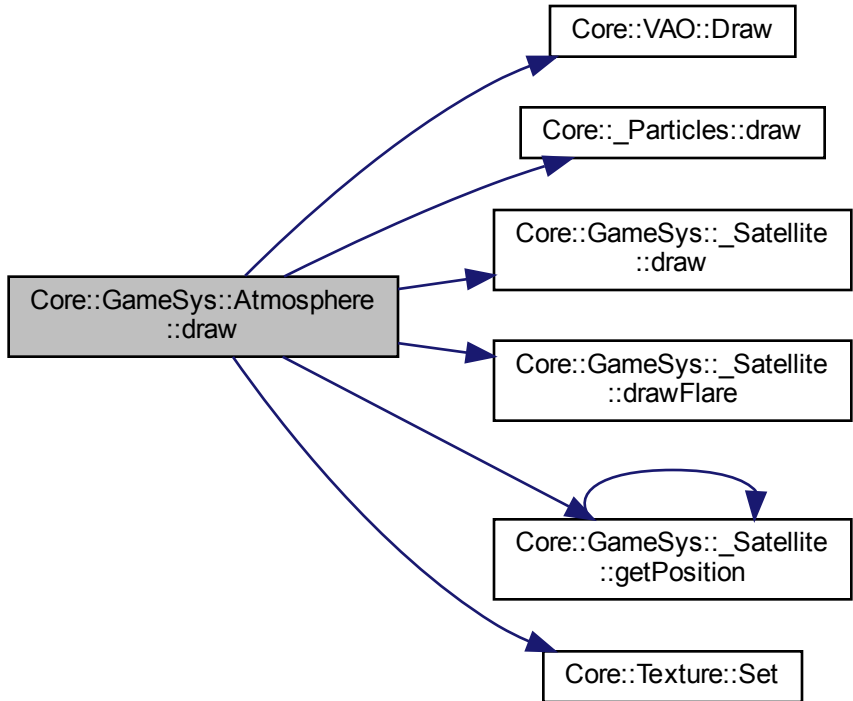 Core::VAO::Draw
Core::_Particles::draw
Core::GameSys::_Satellite
::draw
Core::GameSys::Atmosphere
::draw
Core::GameSys::_Satellite
::drawFlare
Core::GameSys::_Satellite
::getPosition
Core::Texture::Set